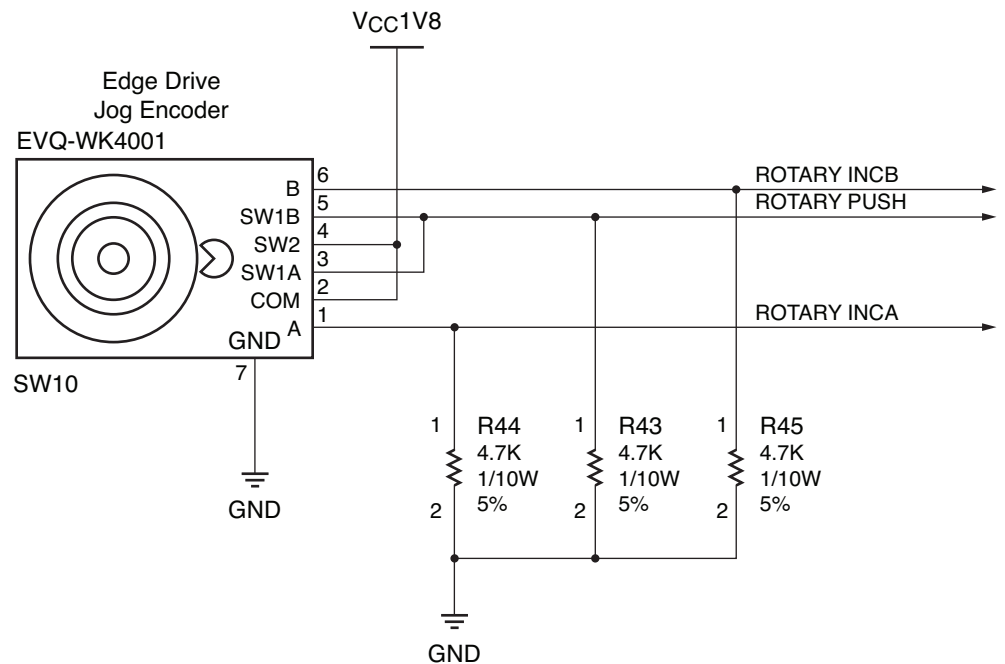 VCC1V8
Edge Drive
Jog Encoder
EVQ-WK4001
B
6
SW1B
5
SW2
4
SW1A
3
COM
2
A
1
GND
7
SW10
GND
ROTARY INCB
ROTARY PUSH
ROTARY INCA
1
R44
4.7K
1/10W
5%
2
1
R43
4.7K
1/10W
5%
2
1
R45
4.7K
1/10W
5%
2
GND